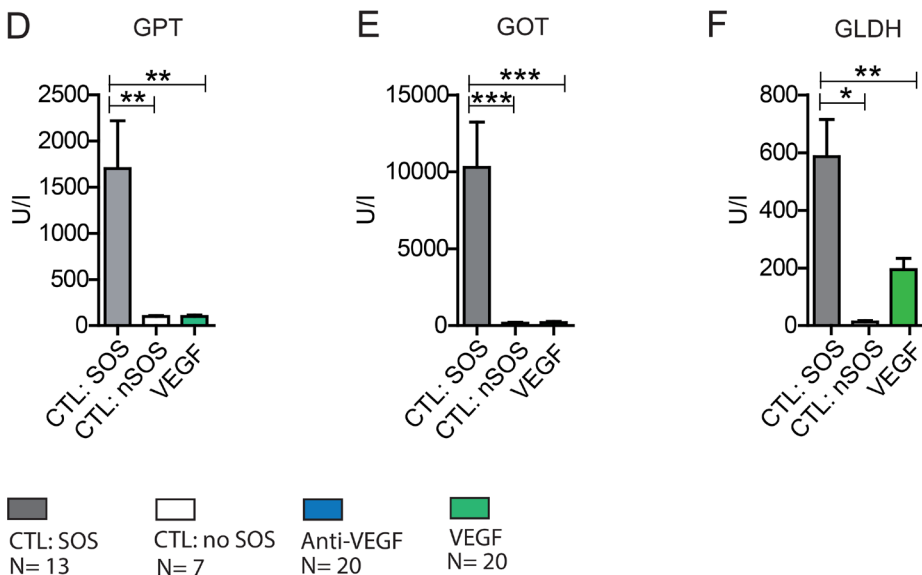 D GPT
** 
**
2500
2000
1500
1000
500
0
U/I
CTL: SOS
CTL: nSOS
VEGF
E GOT
***
***
15000
10000
5000
0
U/I
CTL: SOS
CTL: nSOS
VEGF
F GLDH
**
*
800
600
400
200
0
U/I
CTL: SOS
CTL: nSOS
VEGF
CTL: SOS
N= 13
CTL: no SOS
N= 7
Anti-VEGF
N= 20
VEGF
N= 20